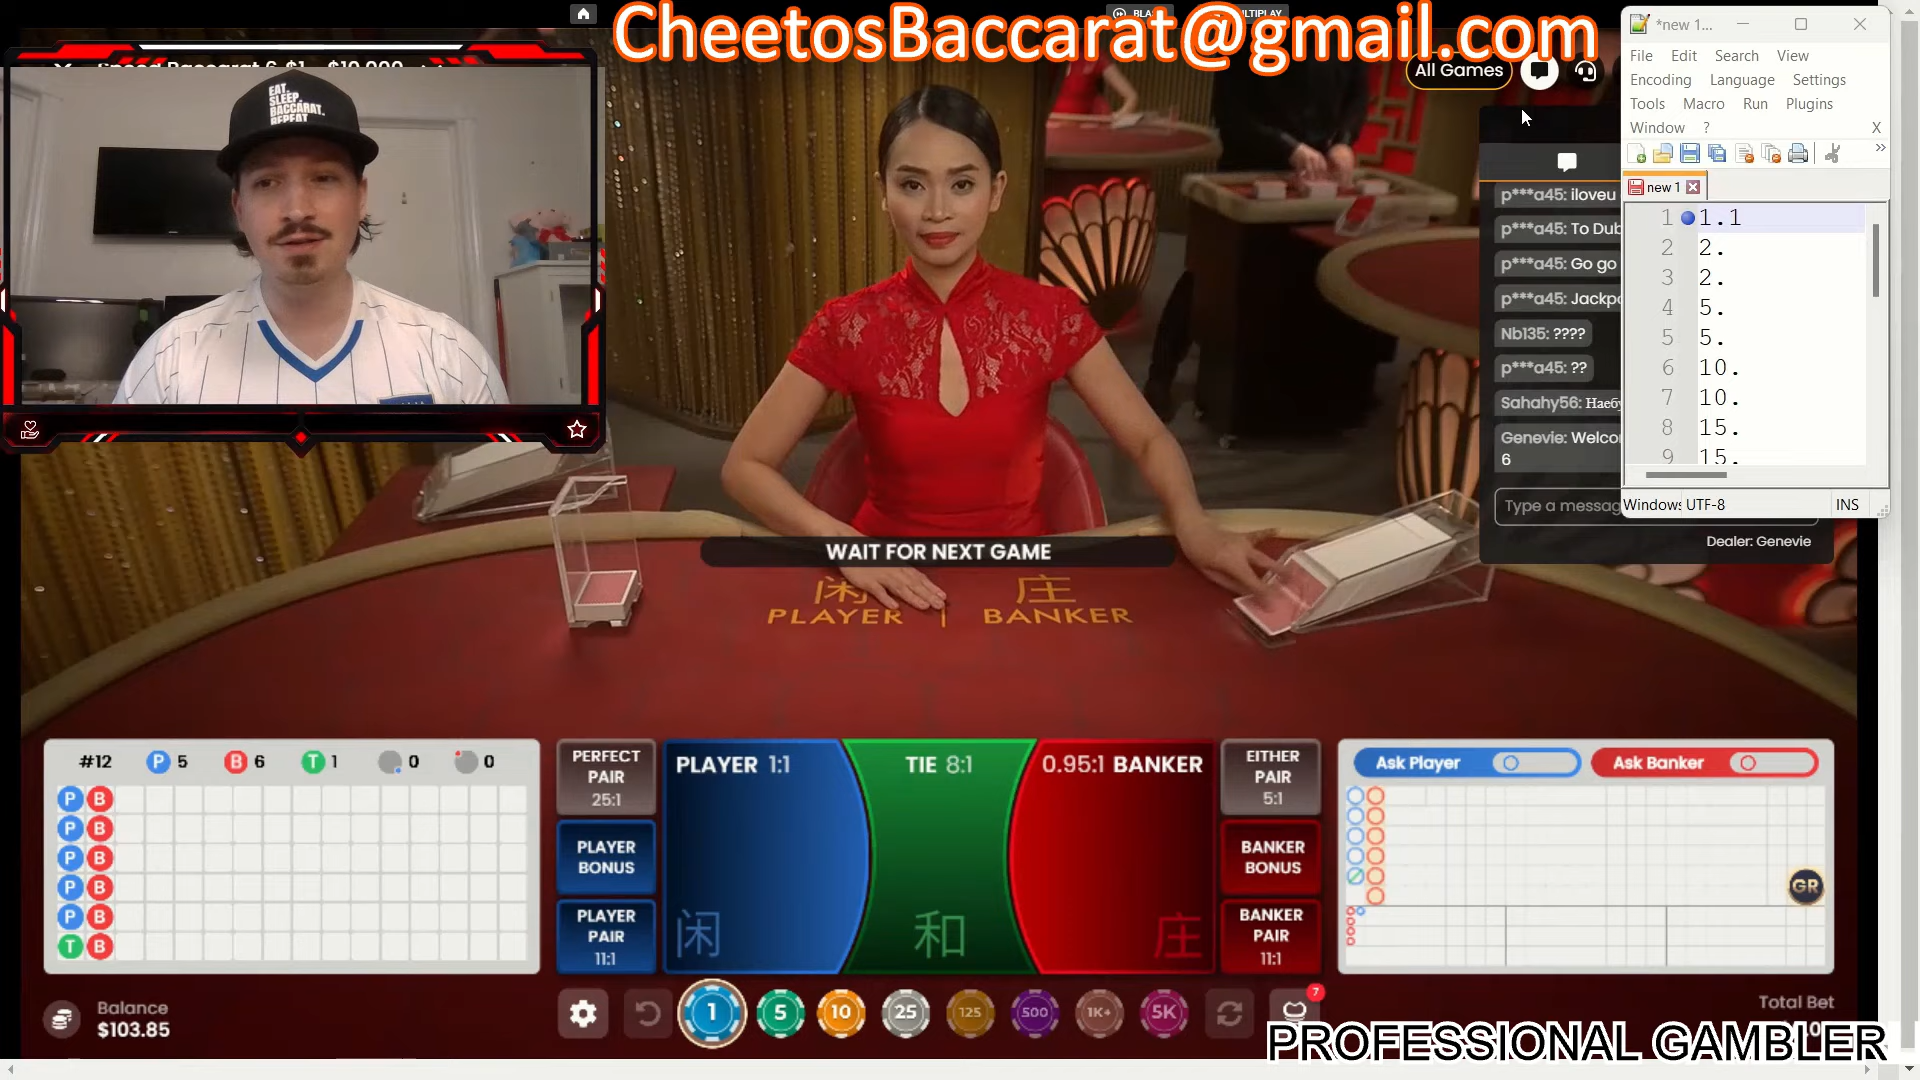 CheetosBaccarat@gmail.com
EAT.
SLEEP.
BACCARAT.
REPEAT
All Games
*new 1...
File Edit Search View
Encoding Language Settings
Tools Macro Run Plugins
Window ? X
new 1
1 1.1
2 2.
3 2.
4 5.
5 5.
6 10.
7 10.
8 15.
9 15.
Windows UTF-8 INS
p***a45: iloveu
p***a45: To Dub
p***a45: Go go
p***a45: Jackpo
Nb135: ????
p***a45: ??
Sahahy56: Наеб
Genevie: Welco
6
Type a messag
Dealer: Genevie
WAIT FOR NEXT GAME
闲 庄
PLAYER | BANKER
#12 P 5 B 6 T 1 0 0
P B
P B
P B
P B
P B
T B
PERFECT
PAIR
25:1
PLAYER
BONUS
PLAYER
PAIR
11:1
PLAYER 1:1
闲
TIE 8:1
和
0.95:1 BANKER
庄
EITHER
PAIR
5:1
BANKER
BONUS
BANKER
PAIR
11:1
Ask Player Ask Banker
GR
Balance
$103.85
1 5 10 25 125 500 1K+ 5K
7
Total Bet
PROFESSIONAL GAMBLER